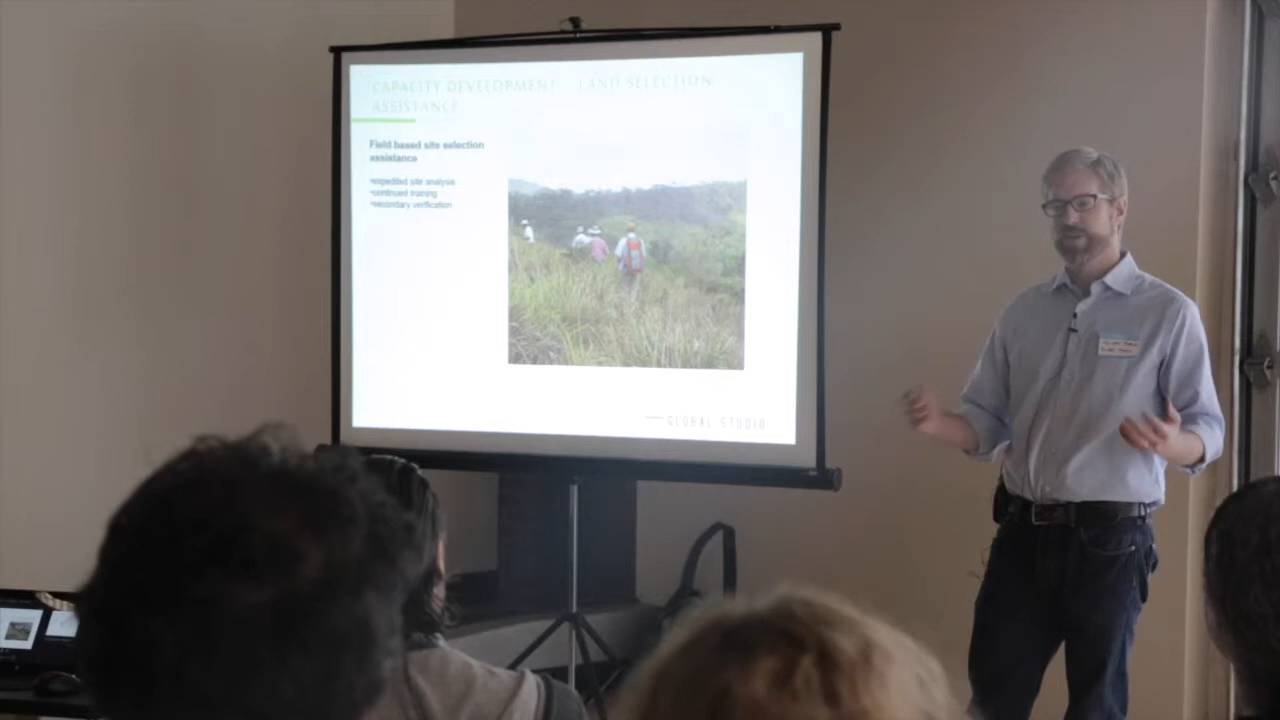 CAPACITY DEVELOPMENT LAND SELECTION
ASSISTANCE
Field based site selection
assistance
•expedited site analysis
•continued training
•secondary verification
GLOBAL STUDIO